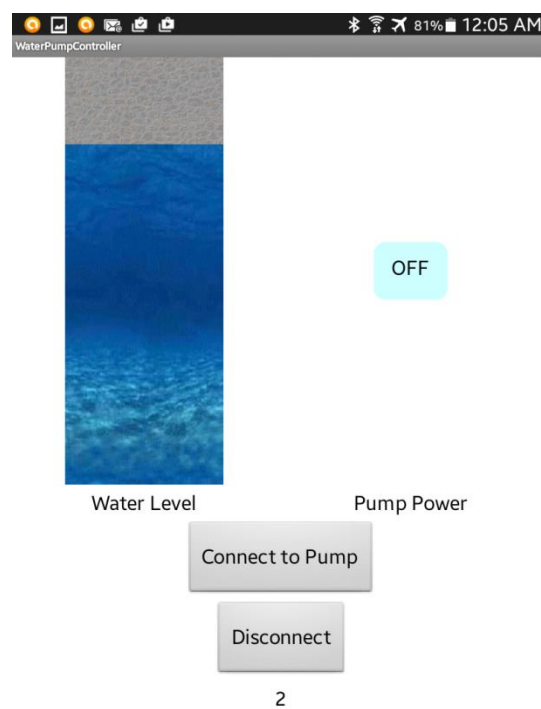 81% 12:05 AM
WaterPumpController
OFF
Water Level Pump Power
Connect to Pump
Disconnect
2